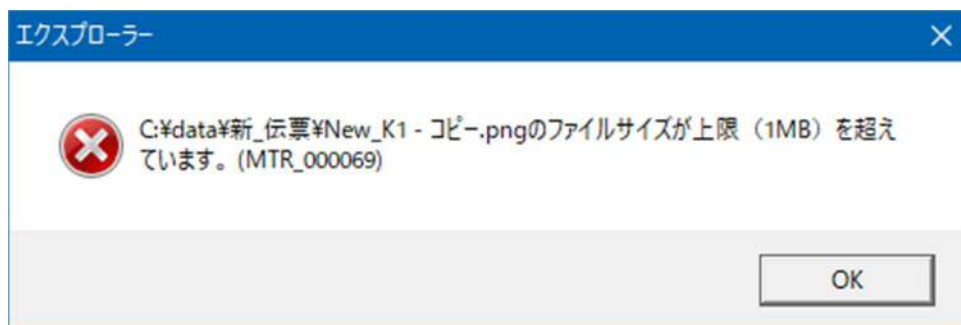 エクスプローラー
C:¥data¥新_伝票¥New_K1 - コピー.pngのファイルサイズが上限（1MB）を超え
ています。(MTR_000069)
OK